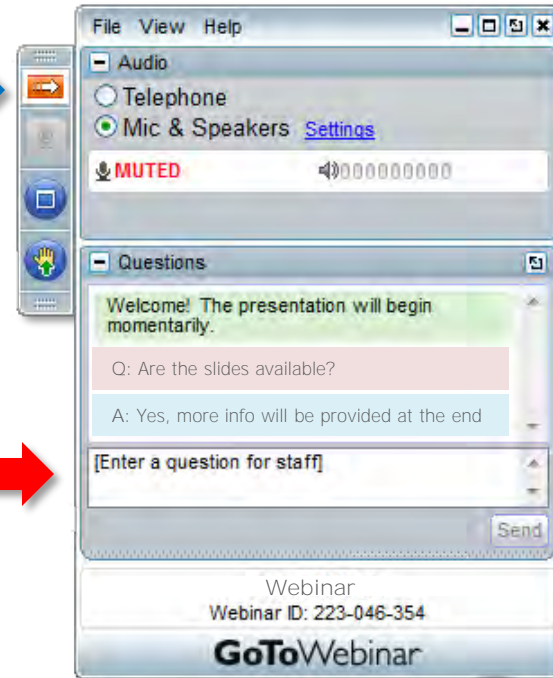 File View Help
Audio
Telephone
Mic & Speakers Settings
MUTED 000000000
Questions
Welcome! The presentation will begin
momentarily.
Q: Are the slides available?
A: Yes, more info will be provided at the end
[Enter a question for staff]
Send
Webinar
Webinar ID: 223-046-354
GoToWebinar